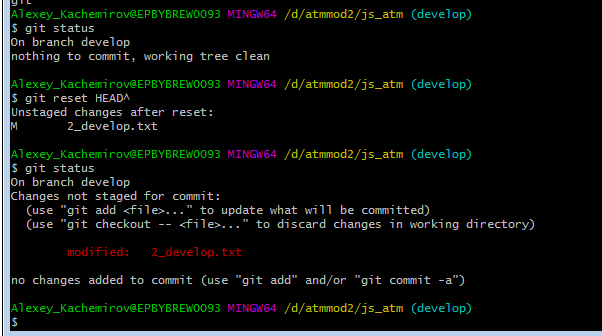 git
Alexey_Kachemirov@EPBYBREW0093 MINGW64 /d/atmmod2/js_atm (develop)
$ git status
On branch develop
nothing to commit, working tree clean
Alexey_Kachemirov@EPBYBREW0093 MINGW64 /d/atmmod2/js_atm (develop)
$ git reset HEAD^
Unstaged changes after reset:
M       2_develop.txt
Alexey_Kachemirov@EPBYBREW0093 MINGW64 /d/atmmod2/js_atm (develop)
$ git status
On branch develop
Changes not staged for commit:
  (use "git add <file>..." to update what will be committed)
  (use "git checkout -- <file>..." to discard changes in working directory)
        modified:   2_develop.txt
no changes added to commit (use "git add" and/or "git commit -a")
Alexey_Kachemirov@EPBYBREW0093 MINGW64 /d/atmmod2/js_atm (develop)
$